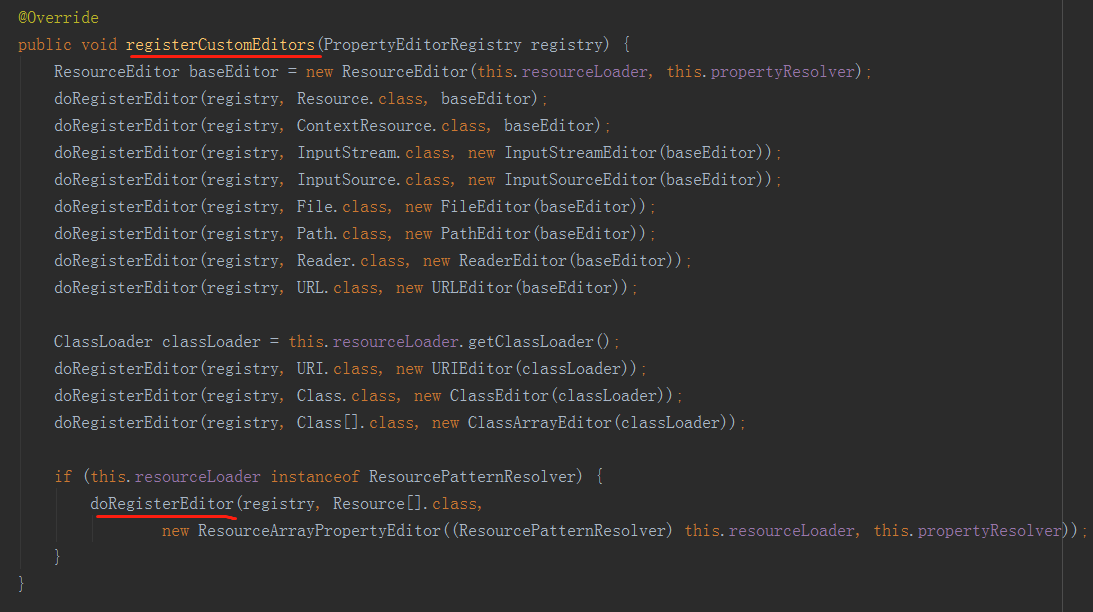 @Override
public void registerCustomEditors(PropertyEditorRegistry registry) {
ResourceEditor baseEditor = new ResourceEditor(this.resourceLoader, this.propertyResolver);
doRegisterEditor(registry, Resource.class, baseEditor);
doRegisterEditor(registry, ContextResource.class, baseEditor);
doRegisterEditor(registry, InputStream.class, new InputStreamEditor(baseEditor));
doRegisterEditor(registry, InputSource.class, new InputSourceEditor(baseEditor));
doRegisterEditor(registry, File.class, new FileEditor(baseEditor));
doRegisterEditor(registry, Path.class, new PathEditor(baseEditor));
doRegisterEditor(registry, Reader.class, new ReaderEditor(baseEditor));
doRegisterEditor(registry, URL.class, new URLEditor(baseEditor));
ClassLoader classLoader = this.resourceLoader.getClassLoader();
doRegisterEditor(registry, URI.class, new URIEditor(classLoader));
doRegisterEditor(registry, Class.class, new ClassEditor(classLoader));
doRegisterEditor(registry, Class[].class, new ClassArrayEditor(classLoader));
if (this.resourceLoader instanceof ResourcePatternResolver) {
doRegisterEditor(registry, Resource[].class,
new ResourceArrayPropertyEditor((ResourcePatternResolver) this.resourceLoader, this.propertyResolver));
}
}